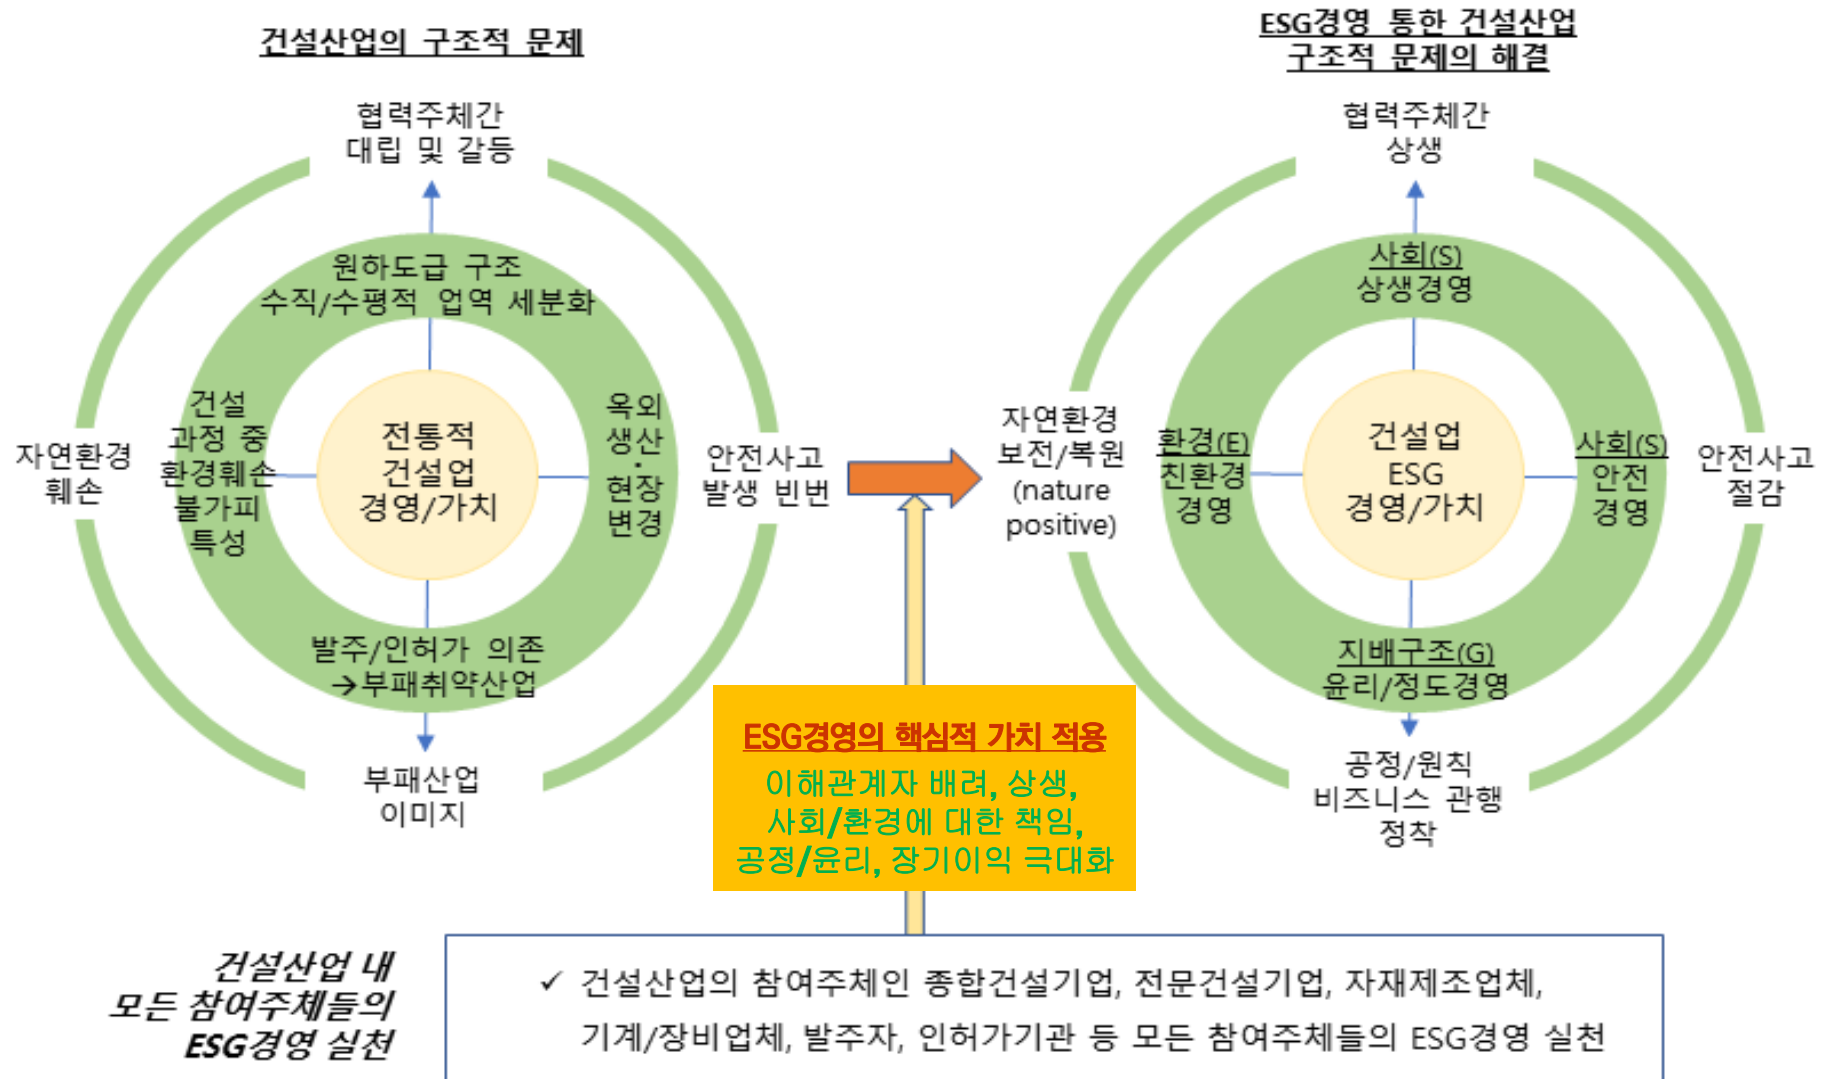 건설산업의 구조적 문제
협력주체간
대립 및 갈등
원하도급 구조
수직/수평적 업역 세분화
자연환경
훼손
건설
과정 중
환경훼손
불가피
특성
전통적
건설업
경영/가치
옥외
생산
·
현장
변경
안전사고
발생 빈번
발주/인허가 의존
→부패취약산업
부패산업
이미지
ESG경영 통한 건설산업
구조적 문제의 해결
협력주체간
상생
사회(S)
상생경영
자연환경
보전/복원
(nature
positive)
환경(E)
친환경
경영
건설업
ESG
경영/가치
사회(S)
안전
경영
안전사고
절감
지배구조(G)
윤리/정도경영
공정/원칙
비즈니스 관행
정착
ESG경영의 핵심적 가치 적용
이해관계자 배려, 상생,
사회/환경에 대한 책임,
공정/윤리, 장기이익 극대화
건설산업 내
모든 참여주체들의
ESG경영 실천
✓ 건설산업의 참여주체인 종합건설기업, 전문건설기업, 자재제조업체,
기계/장비업체, 발주자, 인허가기관 등 모든 참여주체들의 ESG경영 실천